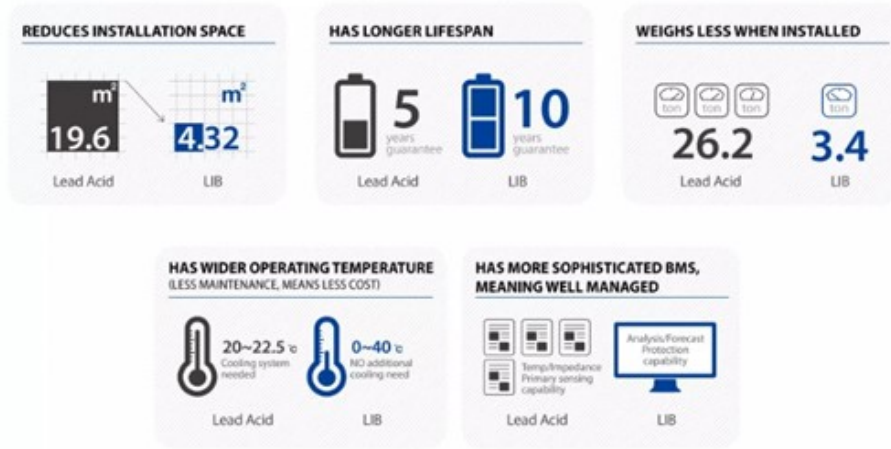 REDUCES INSTALLATION SPACE
m²
19.6
m²
4.32
Lead Acid
LIB
HAS LONGER LIFESPAN
5
years
guarantee
10
years
guarantee
Lead Acid
LIB
WEIGHS LESS WHEN INSTALLED
ton
ton
ton
26.2
ton
3.4
Lead Acid
LIB
HAS WIDER OPERATING TEMPERATURE
(LESS MAINTENANCE, MEANS LESS COST)
20~22.5 ℃
Cooling system
needed
0~40 ℃
NO additional
cooling need
Lead Acid
LIB
HAS MORE SOPHISTICATED BMS,
MEANING WELL MANAGED
Temp/Impedance
Primary sensing
capability
Analysis/Forecast
Protection
capability
Lead Acid
LIB